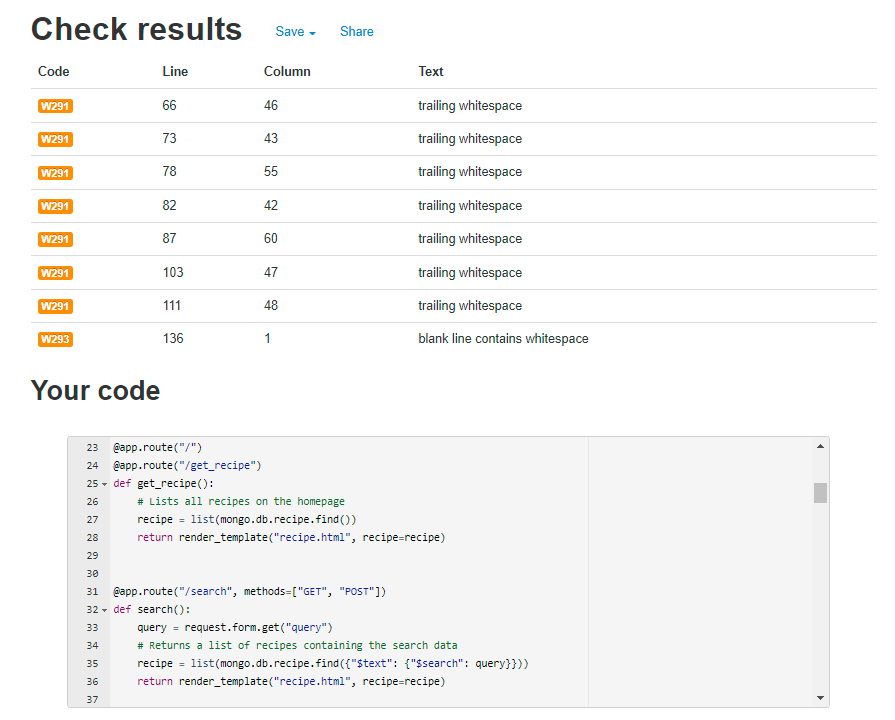 Check results Save Share
Code Line Column Text
W291 66 46 trailing whitespace
W291 73 43 trailing whitespace
W291 78 55 trailing whitespace
W291 82 42 trailing whitespace
W291 87 60 trailing whitespace
W291 103 47 trailing whitespace
W291 111 48 trailing whitespace
W293 136 1 blank line contains whitespace
Your code
23 @app.route("/")
24 @app.route("/get_recipe")
25 def get_recipe():
26     # Lists all recipes on the homepage
27     recipe = list(mongo.db.recipe.find())
28     return render_template("recipe.html", recipe=recipe)
29
30
31 @app.route("/search", methods=["GET", "POST"])
32 def search():
33     query = request.form.get("query")
34     # Returns a list of recipes containing the search data
35     recipe = list(mongo.db.recipe.find({"$text": {"$search": query}}))
36     return render_template("recipe.html", recipe=recipe)
37